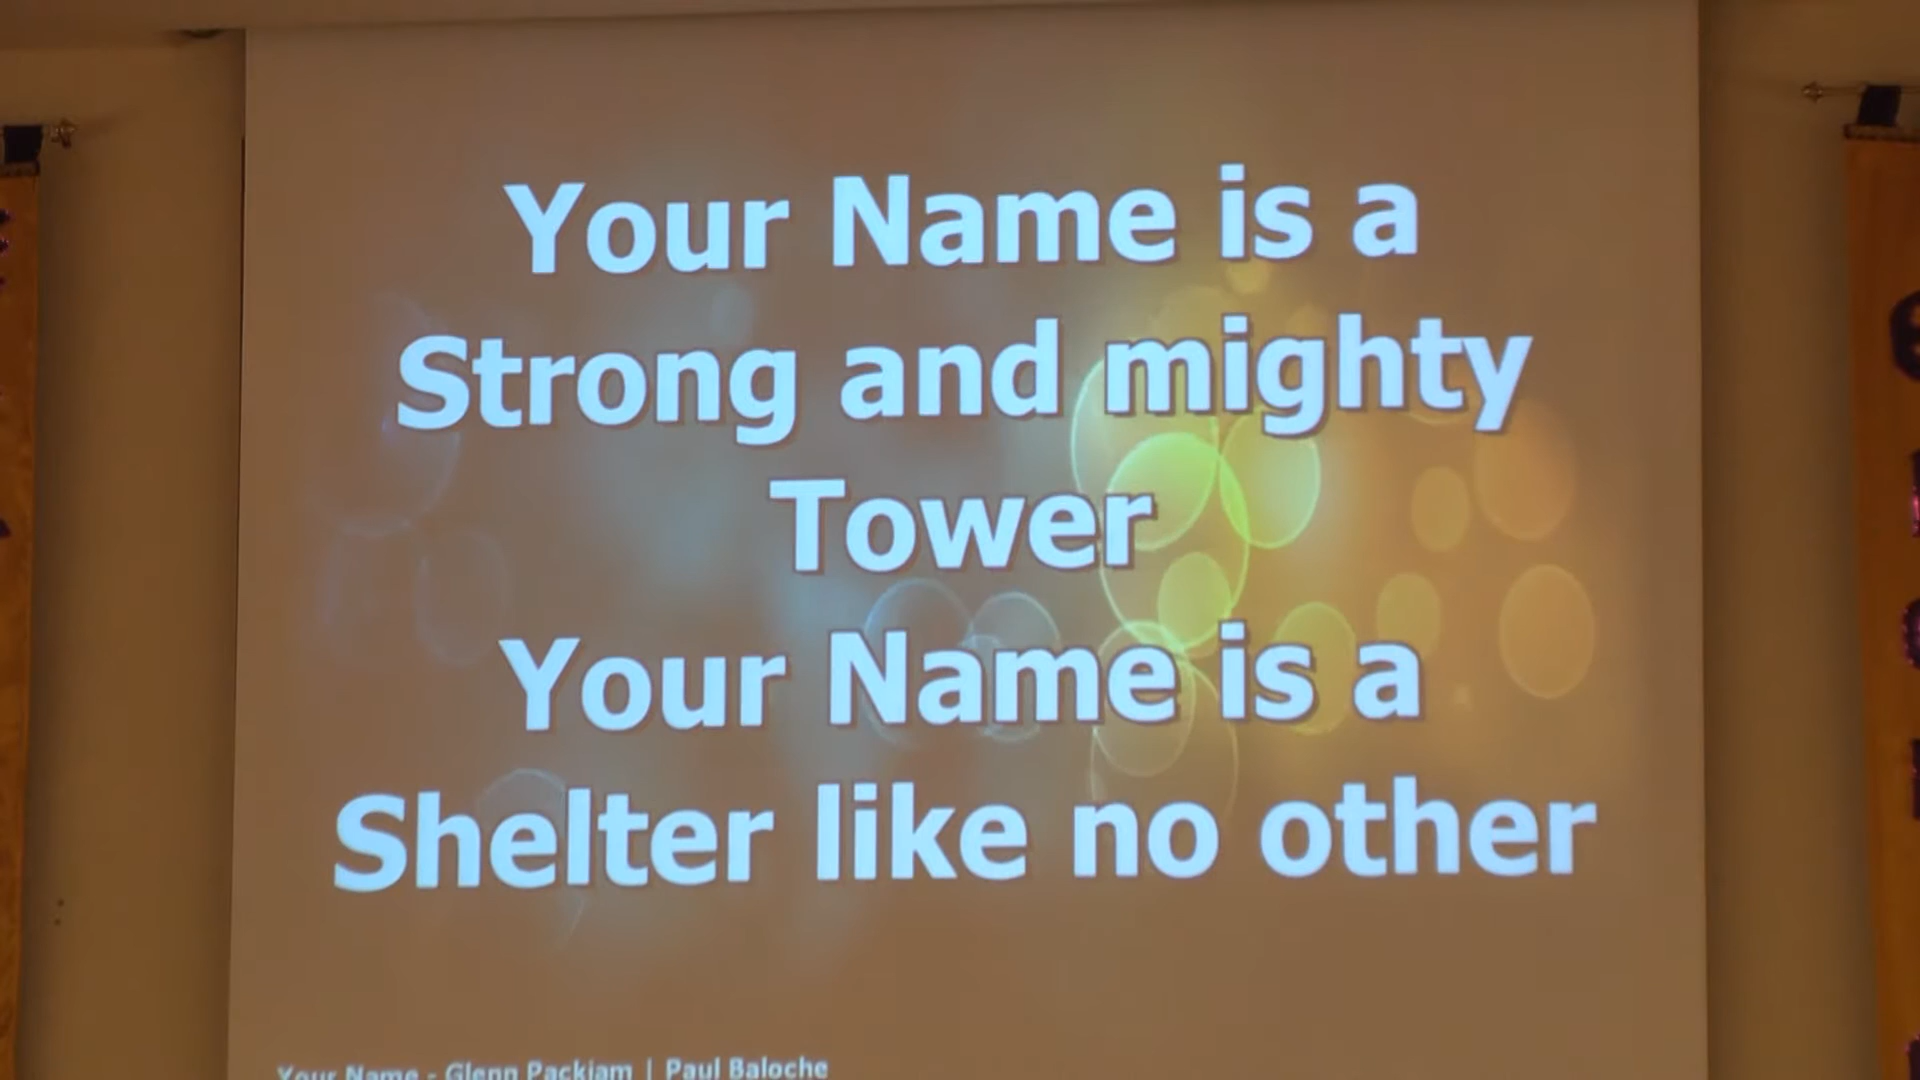 Your Name is a
Strong and mighty
Tower
Your Name is a
Shelter like no other
Your Name - Glenn Packiam | Paul Baloche